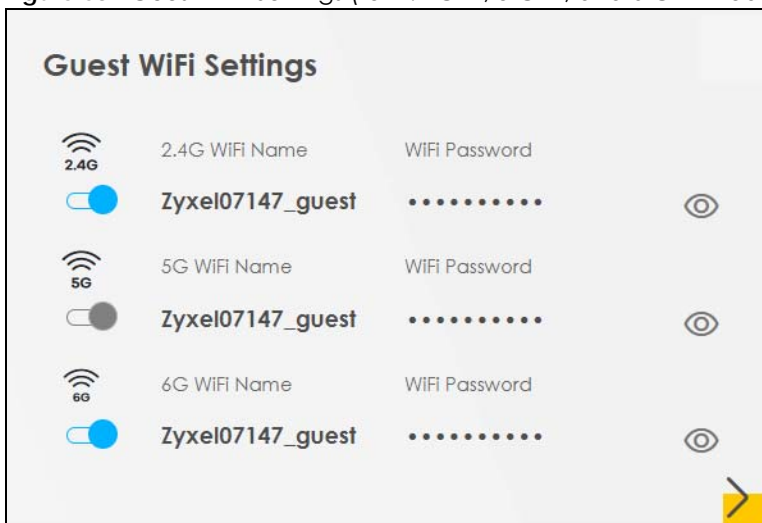 Guest WiFi Settings
2.4G
2.4G WiFi Name WiFi Password
Zyxel07147_guest ••••••••••
5G
5G WiFi Name WiFi Password
Zyxel07147_guest ••••••••••
6G
6G WiFi Name WiFi Password
Zyxel07147_guest ••••••••••